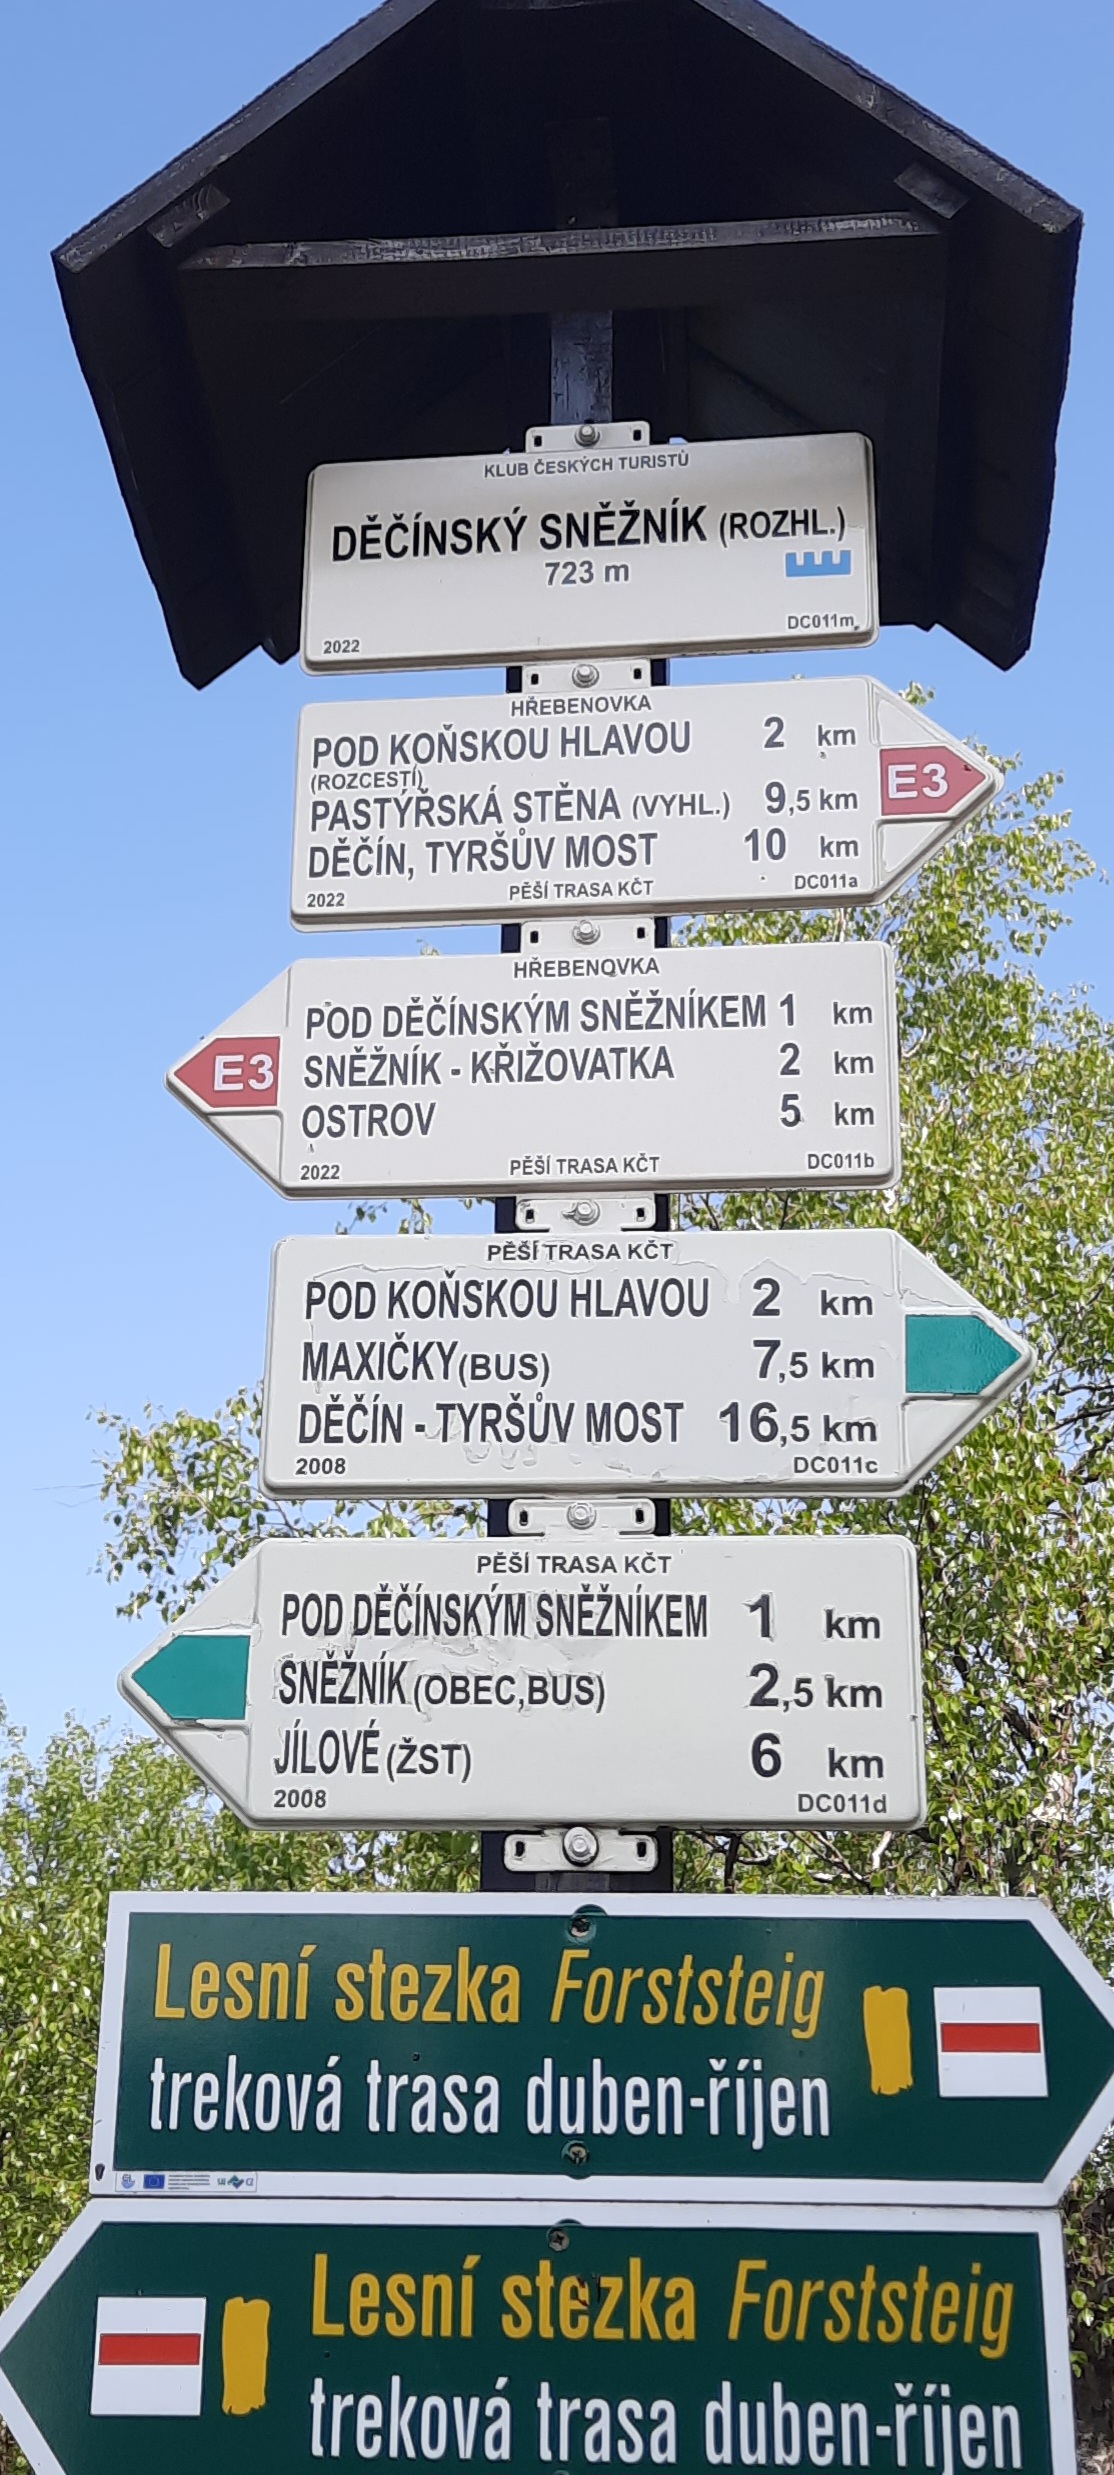 KLUB ČESKÝCH TURISTŮ
DĚČÍNSKÝ SNĚŽNÍK (ROZHL.)
723 m
2022 DC011m
HŘEBENOVKA
POD KOŇSKOU HLAVOU 2 km
(ROZCESTÍ)
PASTÝŘSKÁ STĚNA (VYHL.) 9,5 km
DĚČÍN, TYRŠŮV MOST 10 km
2022 PĚŠÍ TRASA KČT DC011a
E3
HŘEBENOVKA
POD DĚČÍNSKÝM SNĚŽNÍKEM 1 km
E3 SNĚŽNÍK - KŘIŽOVATKA 2 km
OSTROV 5 km
2022 PĚŠÍ TRASA KČT DC011b
PĚŠÍ TRASA KČT
POD KOŇSKOU HLAVOU 2 km
MAXIČKY(BUS) 7,5 km
DĚČÍN - TYRŠŮV MOST 16,5 km
2008 DC011c
PĚŠÍ TRASA KČT
POD DĚČÍNSKÝM SNĚŽNÍKEM 1 km
SNĚŽNÍK(OBEC,BUS) 2,5 km
JÍLOVÉ(ŽST) 6 km
2008 DC011d
Lesní stezka Forststeig
treková trasa duben-říjen
Lesní stezka Forststeig
treková trasa duben-říjen